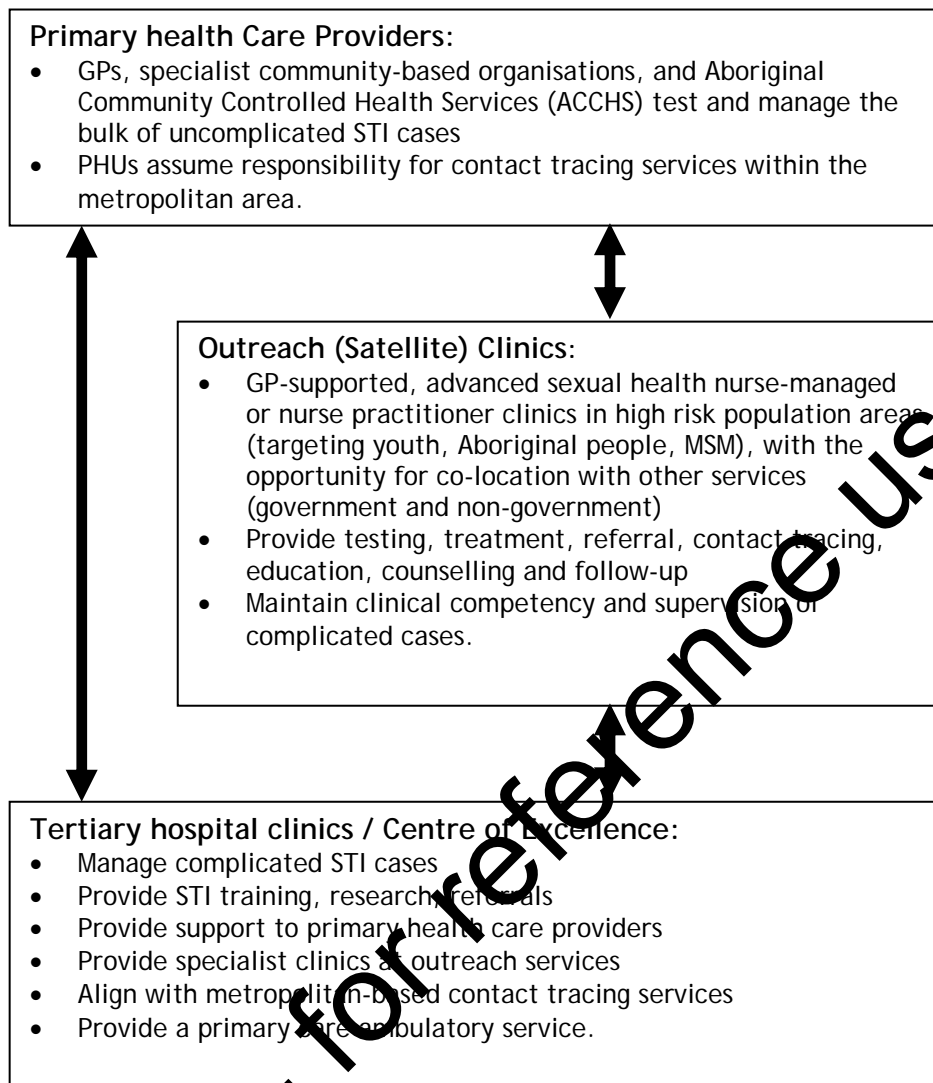 Primary health Care Providers:
• GPs, specialist community-based organisations, and Aboriginal
Community Controlled Health Services (ACCHS) test and manage the
bulk of uncomplicated STI cases
• PHUs assume responsibility for contact tracing services within the
metropolitan area.
Outreach (Satellite) Clinics:
• GP-supported, advanced sexual health nurse-managed
or nurse practitioner clinics in high risk population areas
(targeting youth, Aboriginal people, MSM), with the
opportunity for co-location with other services
(government and non-government)
• Provide testing, treatment, referral, contact tracing,
education, counselling and follow-up
• Maintain clinical competency and supervision of
complicated cases.
Tertiary hospital clinics / Centre of Excellence:
• Manage complicated STI cases
• Provide STI training, research, referrals
• Provide support to primary health care providers
• Provide specialist clinics at outreach services
• Align with metropolitan-based contact tracing services
• Provide a primary care ambulatory service.
for reference us